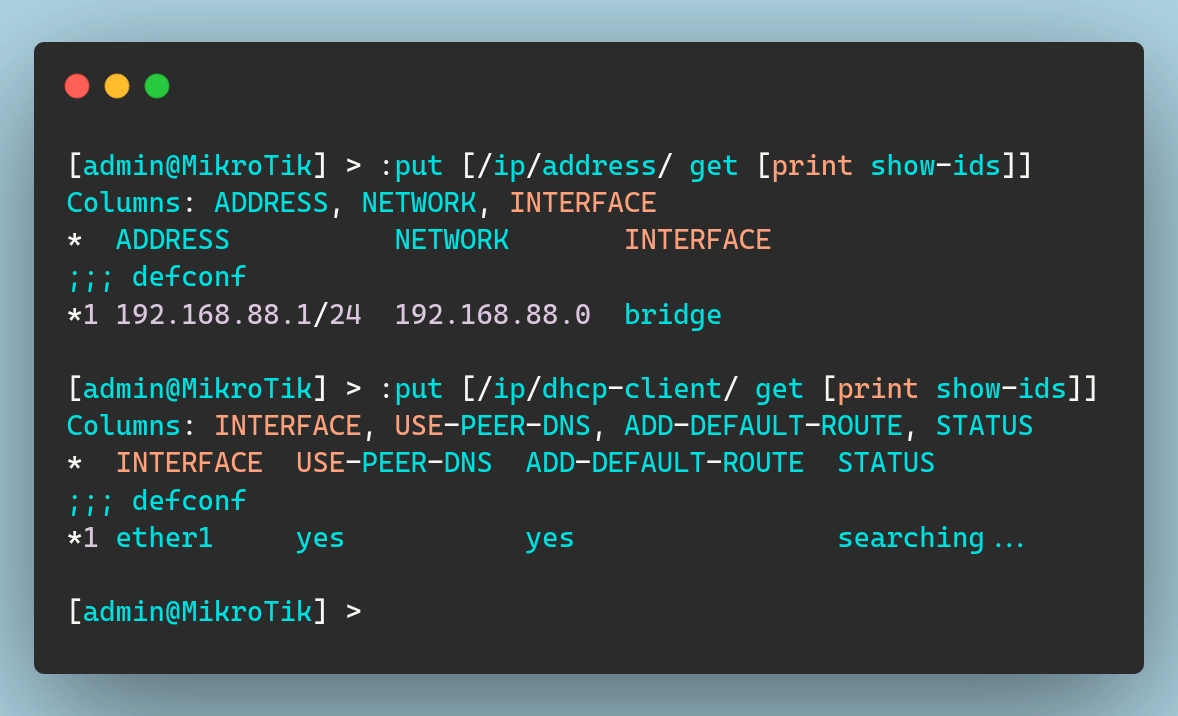 [admin@MikroTik] > :put [/ip/address/ get [print show-ids]]
Columns: ADDRESS, NETWORK, INTERFACE
*  ADDRESS          NETWORK       INTERFACE
;;; defconf
*1 192.168.88.1/24  192.168.88.0  bridge
[admin@MikroTik] > :put [/ip/dhcp-client/ get [print show-ids]]
Columns: INTERFACE, USE-PEER-DNS, ADD-DEFAULT-ROUTE, STATUS
*  INTERFACE  USE-PEER-DNS  ADD-DEFAULT-ROUTE  STATUS
;;; defconf
*1 ether1     yes           yes                searching...
[admin@MikroTik] >